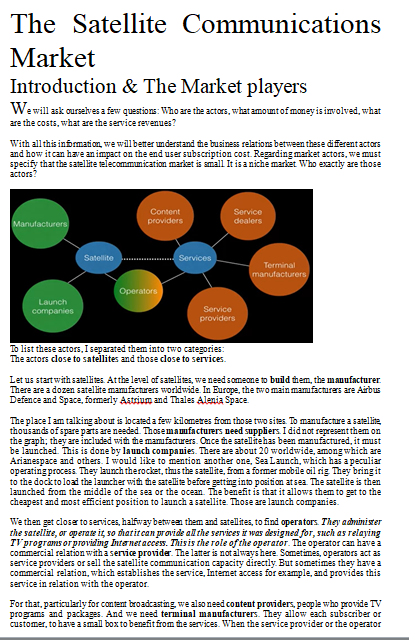 The Satellite Communications
Market
Introduction & The Market players
We will ask ourselves a few questions: Who are the actors, what amount of money is involved, what
are the costs, what are the service revenues?
With all this information, we will better understand the business relations between these different actors
and how it can have an impact on the end user subscription cost. Regarding market actors, we must
specify that the satellite telecommunication market is small. It is a niche market. Who exactly are those
actors?
Content
providers
Service
dealers
Manufacturers
Satellite
Services
Terminal
manufacturers
Operators
Launch
companies
Service
providers
To list these actors, I separated them into two categories:
The actors close to satellites and those close to services.
Let us start with satellites. At the level of satellites, we need someone to build them, the manufacturer.
There are a dozen satellite manufacturers worldwide. In Europe, the two main manufacturers are Airbus
Defence and Space, formerly Astrium and Thales Alenia Space.
The place I am talking about is located a few kilometres from those two sites. To manufacture a satellite,
thousands of spare parts are needed. Those manufacturers need suppliers. I did not represent them on
the graph; they are included with the manufacturers. Once the satellite has been manufactured, it must
be launched. This is done by launch companies. There are about 20 worldwide, among which are
Arianespace and others. I would like to mention another one, Sea Launch, which has a peculiar
operating process. They launch the rocket, thus the satellite, from a former mobile oil rig. They bring it
to the dock to load the launcher with the satellite before getting into position at sea. The satellite is then
launched from the middle of the sea or the ocean. The benefit is that it allows them to get to the
cheapest and most efficient position to launch a satellite. Those are launch companies.
We then get closer to services, halfway between them and satellites, to find operators. They administer
the satellite, or operate it, so that it can provide all the services it was designed for, such as relaying
TV programs or providing Internet access. This is the role of the operator. The operator can have a
commercial relation with a service provider. The latter is not always here. Sometimes, operators act as
service providers or sell the satellite communication capacity directly. But sometimes they have a
commercial relation, which establishes the service, Internet access for example, and provides this
service in relation with the operator.
For that, particularly for content broadcasting, we also need content providers, people who provide TV
programs and packages. And we need terminal manufacturers. They allow each subscriber or
customer, to have a small box to benefit from the services. When the service provider or the operator